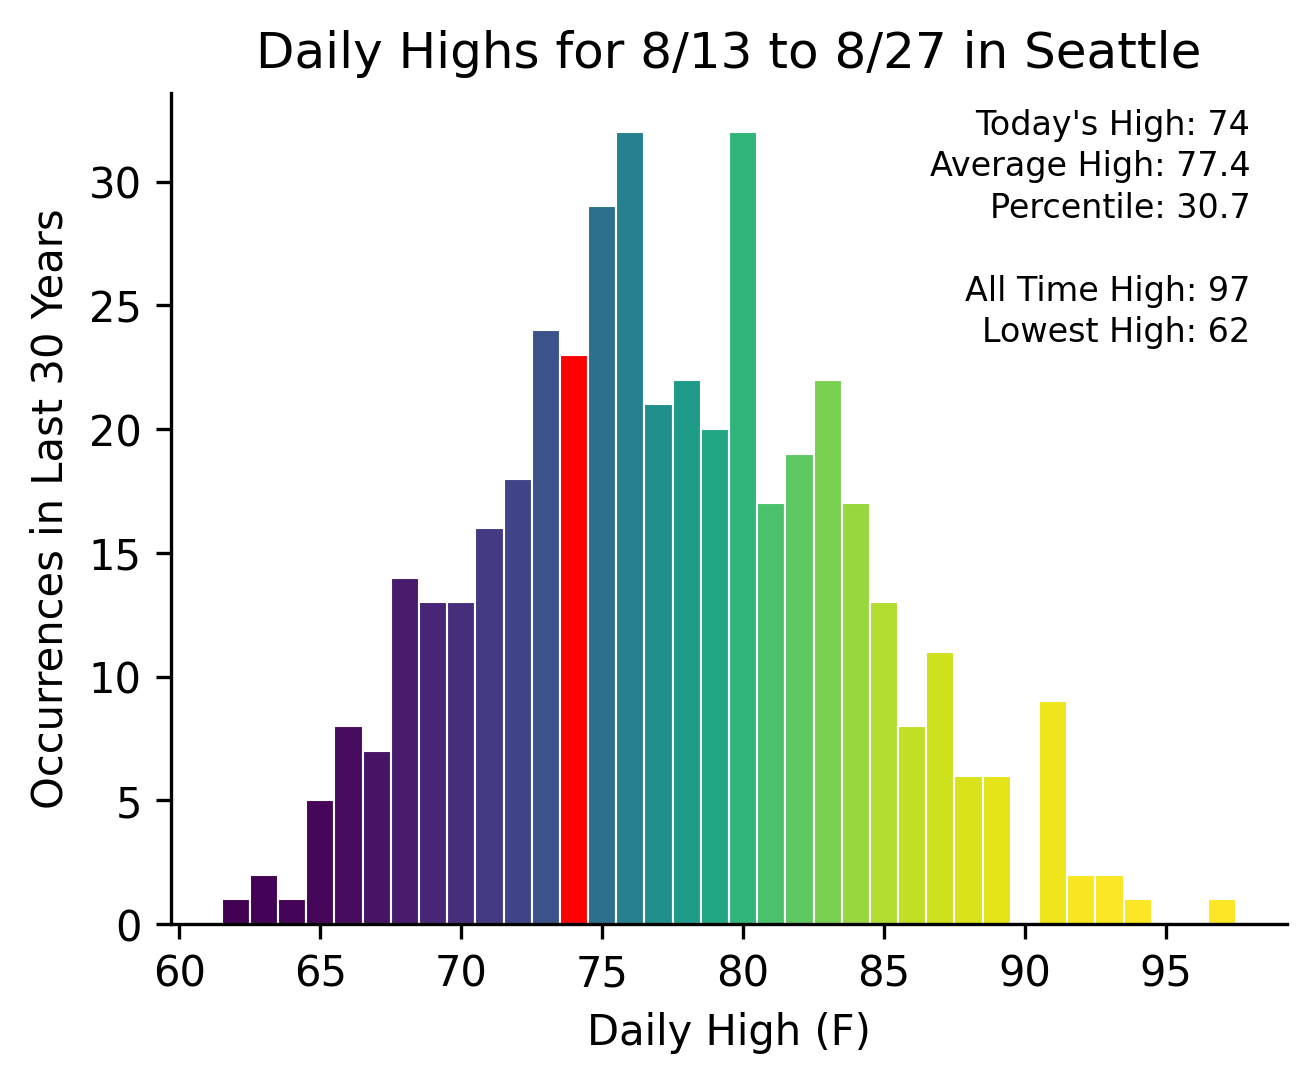 Daily Highs for 8/13 to 8/27 in Seattle
Today's High: 74
Average High: 77.4
Percentile: 30.7
All Time High: 97
Lowest High: 62
Occurrences in Last 30 Years
30
25
20
15
10
5
0
60 65 70 75 80 85 90 95
Daily High (F)